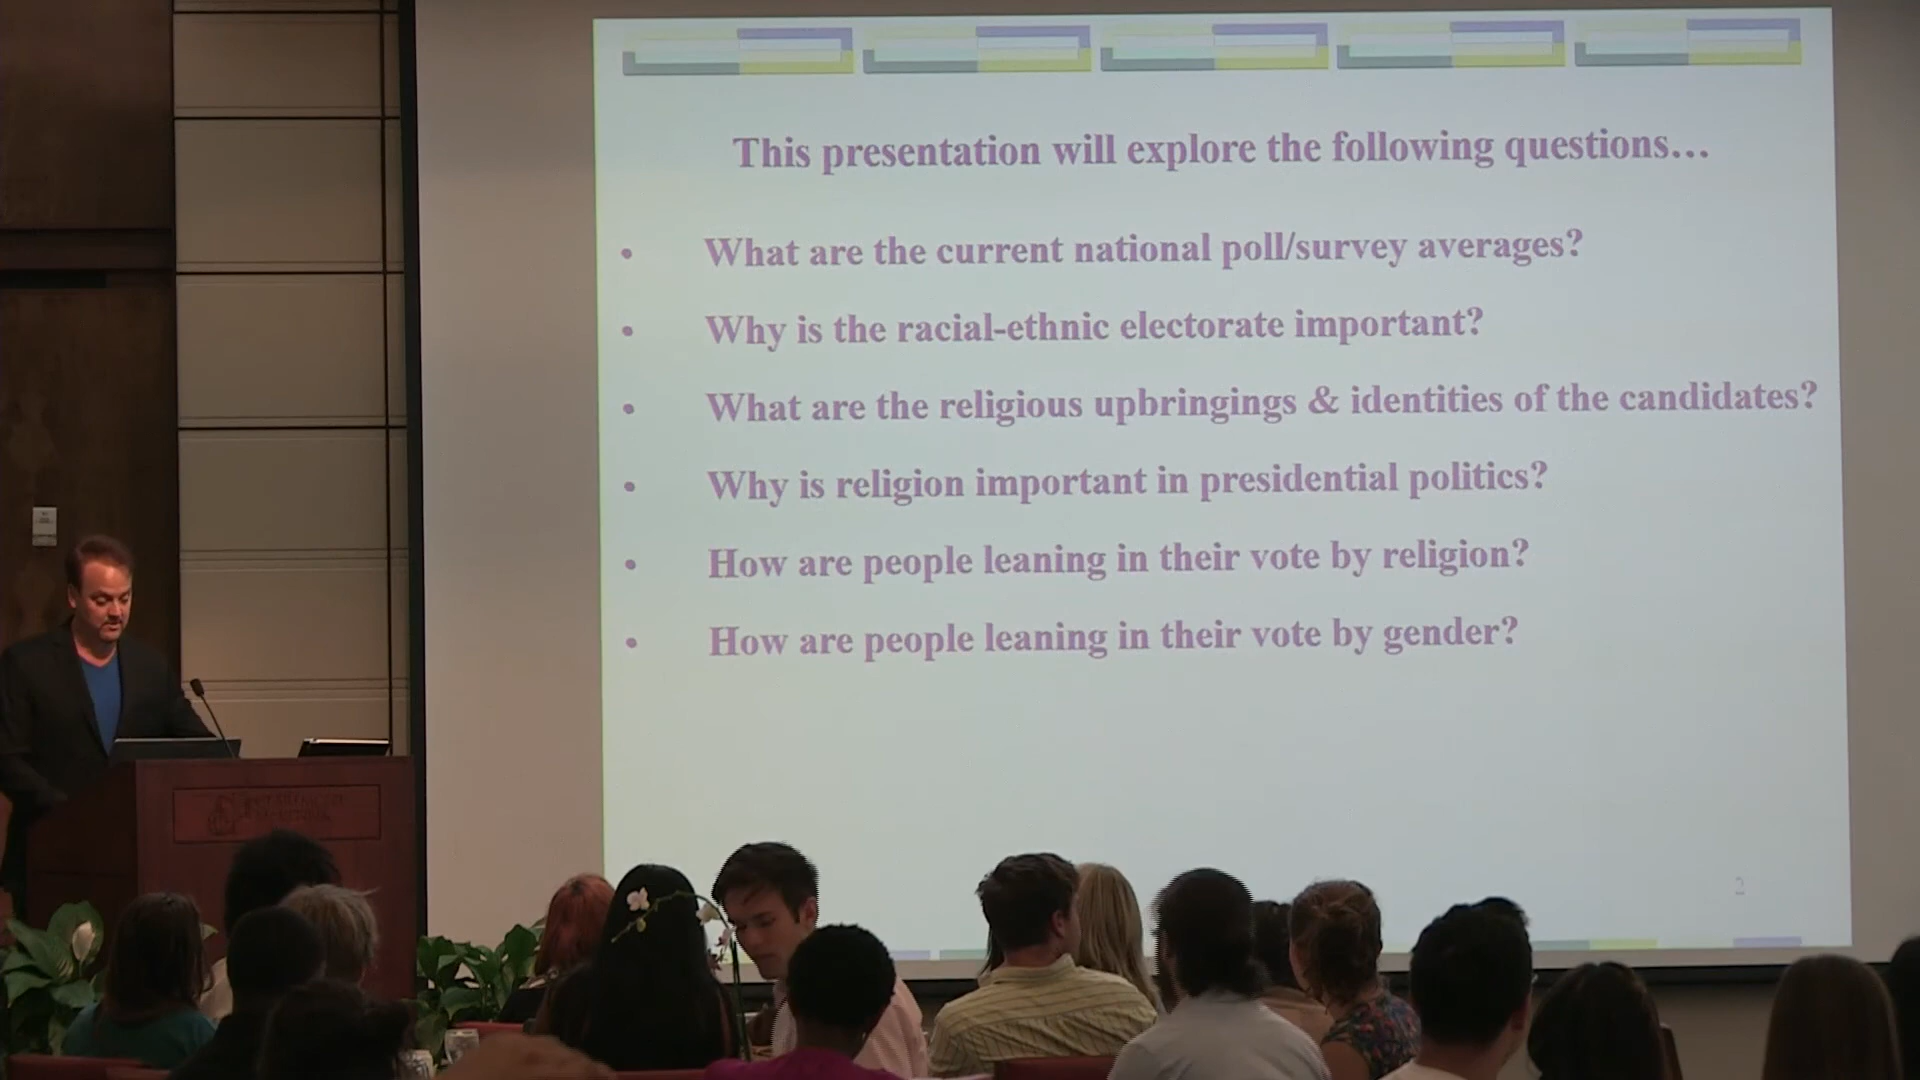 This presentation will explore the following questions...
• What are the current national poll/survey averages?
• Why is the racial-ethnic electorate important?
• What are the religious upbringings & identities of the candidates?
• Why is religion important in presidential politics?
• How are people leaning in their vote by religion?
• How are people leaning in their vote by gender?
2